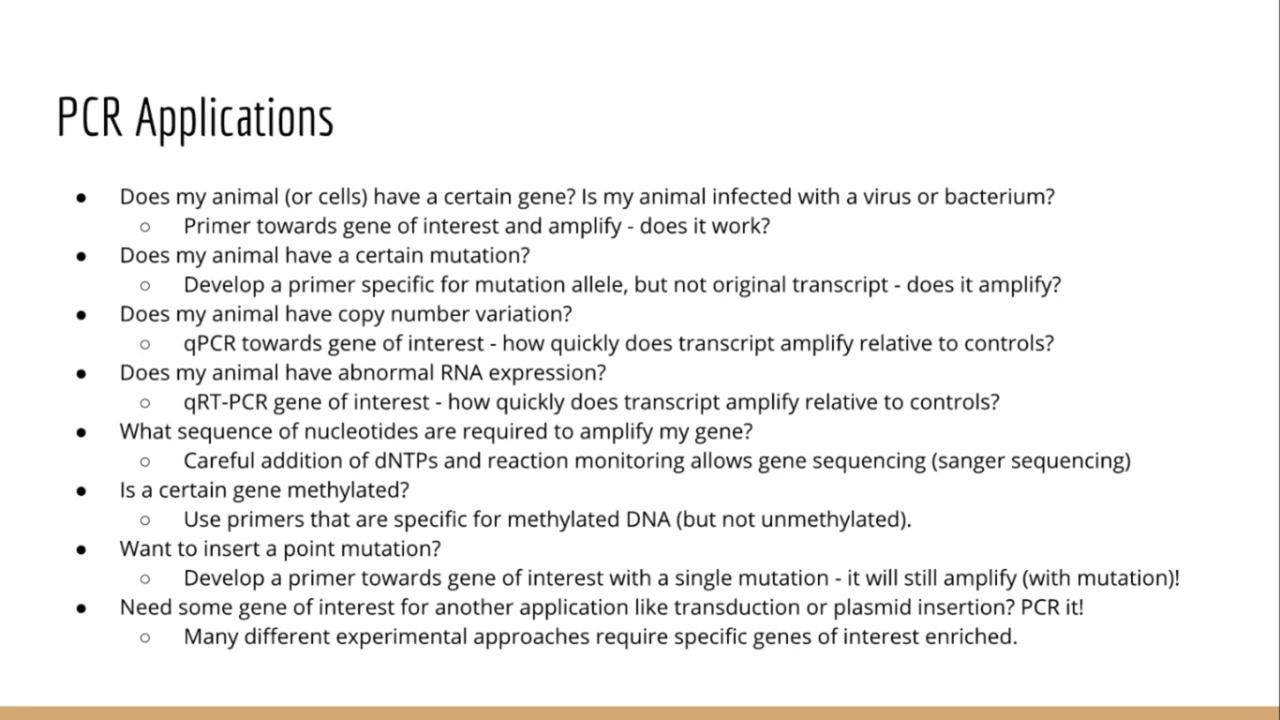 PCR Applications
● Does my animal (or cells) have a certain gene? Is my animal infected with a virus or bacterium?
○ Primer towards gene of interest and amplify - does it work?
● Does my animal have a certain mutation?
○ Develop a primer specific for mutation allele, but not original transcript - does it amplify?
● Does my animal have copy number variation?
○ qPCR towards gene of interest - how quickly does transcript amplify relative to controls?
● Does my animal have abnormal RNA expression?
○ qRT-PCR gene of interest - how quickly does transcript amplify relative to controls?
● What sequence of nucleotides are required to amplify my gene?
○ Careful addition of dNTPs and reaction monitoring allows gene sequencing (sanger sequencing)
● Is a certain gene methylated?
○ Use primers that are specific for methylated DNA (but not unmethylated).
● Want to insert a point mutation?
○ Develop a primer towards gene of interest with a single mutation - it will still amplify (with mutation)!
● Need some gene of interest for another application like transduction or plasmid insertion? PCR it!
○ Many different experimental approaches require specific genes of interest enriched.